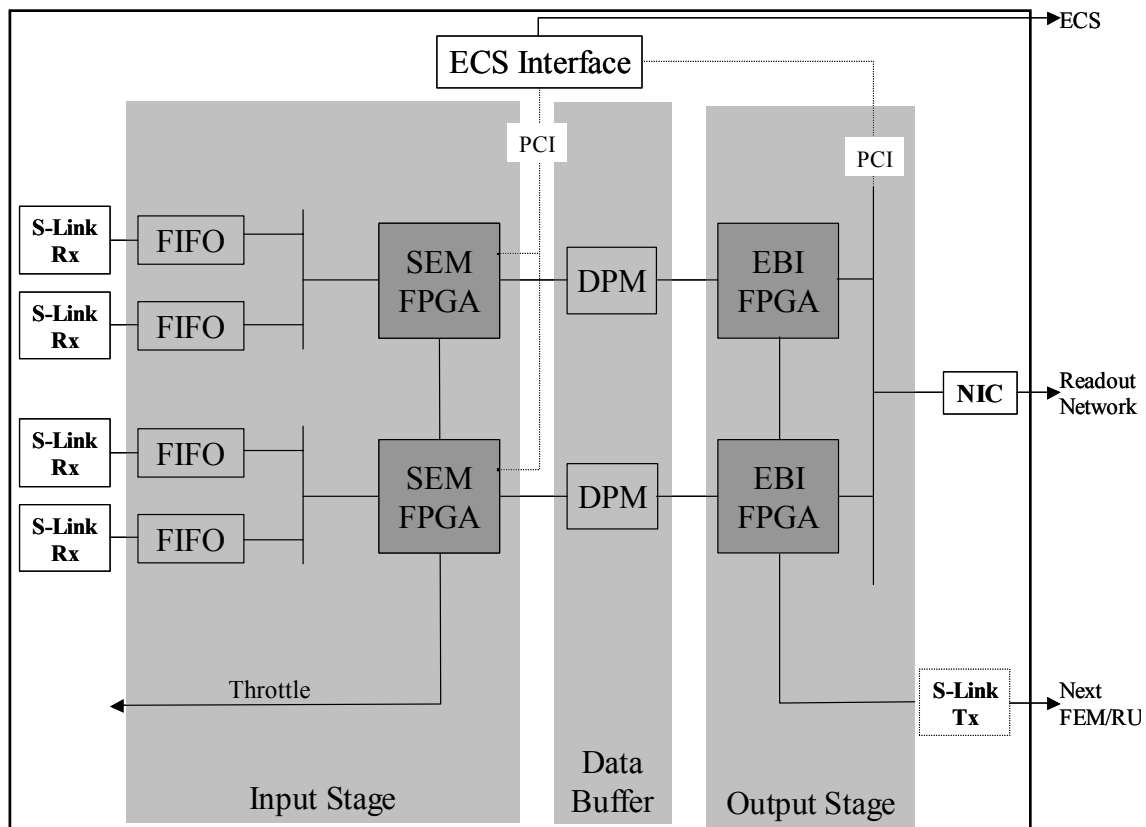 ECS
ECS Interface
PCI
PCI
S-Link
Rx
FIFO
SEM
FPGA
DPM
EBI
FPGA
S-Link
Rx
FIFO
NIC
Readout
Network
S-Link
Rx
FIFO
SEM
FPGA
DPM
EBI
FPGA
S-Link
Rx
FIFO
Throttle
S-Link
Tx
Next
FEM/RU
Input Stage
Data
Buffer
Output Stage